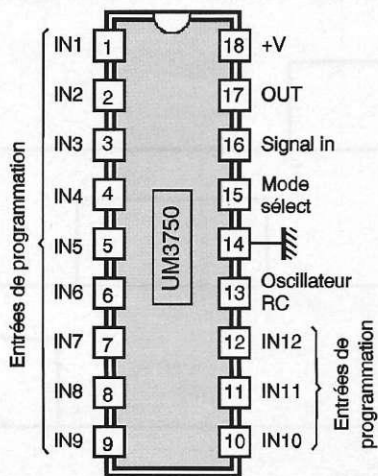 IN1 1 18 +V
IN2 2 17 OUT
IN3 3 16 Signal in
IN4 4 15 Mode
sélect
IN5 5 14
IN6 6 13 Oscillateur
RC
IN7 7 12 IN12
IN8 8 11 IN11
IN9 9 10 IN10
Entrées de programmation
UM3750
Entrées de
programmation